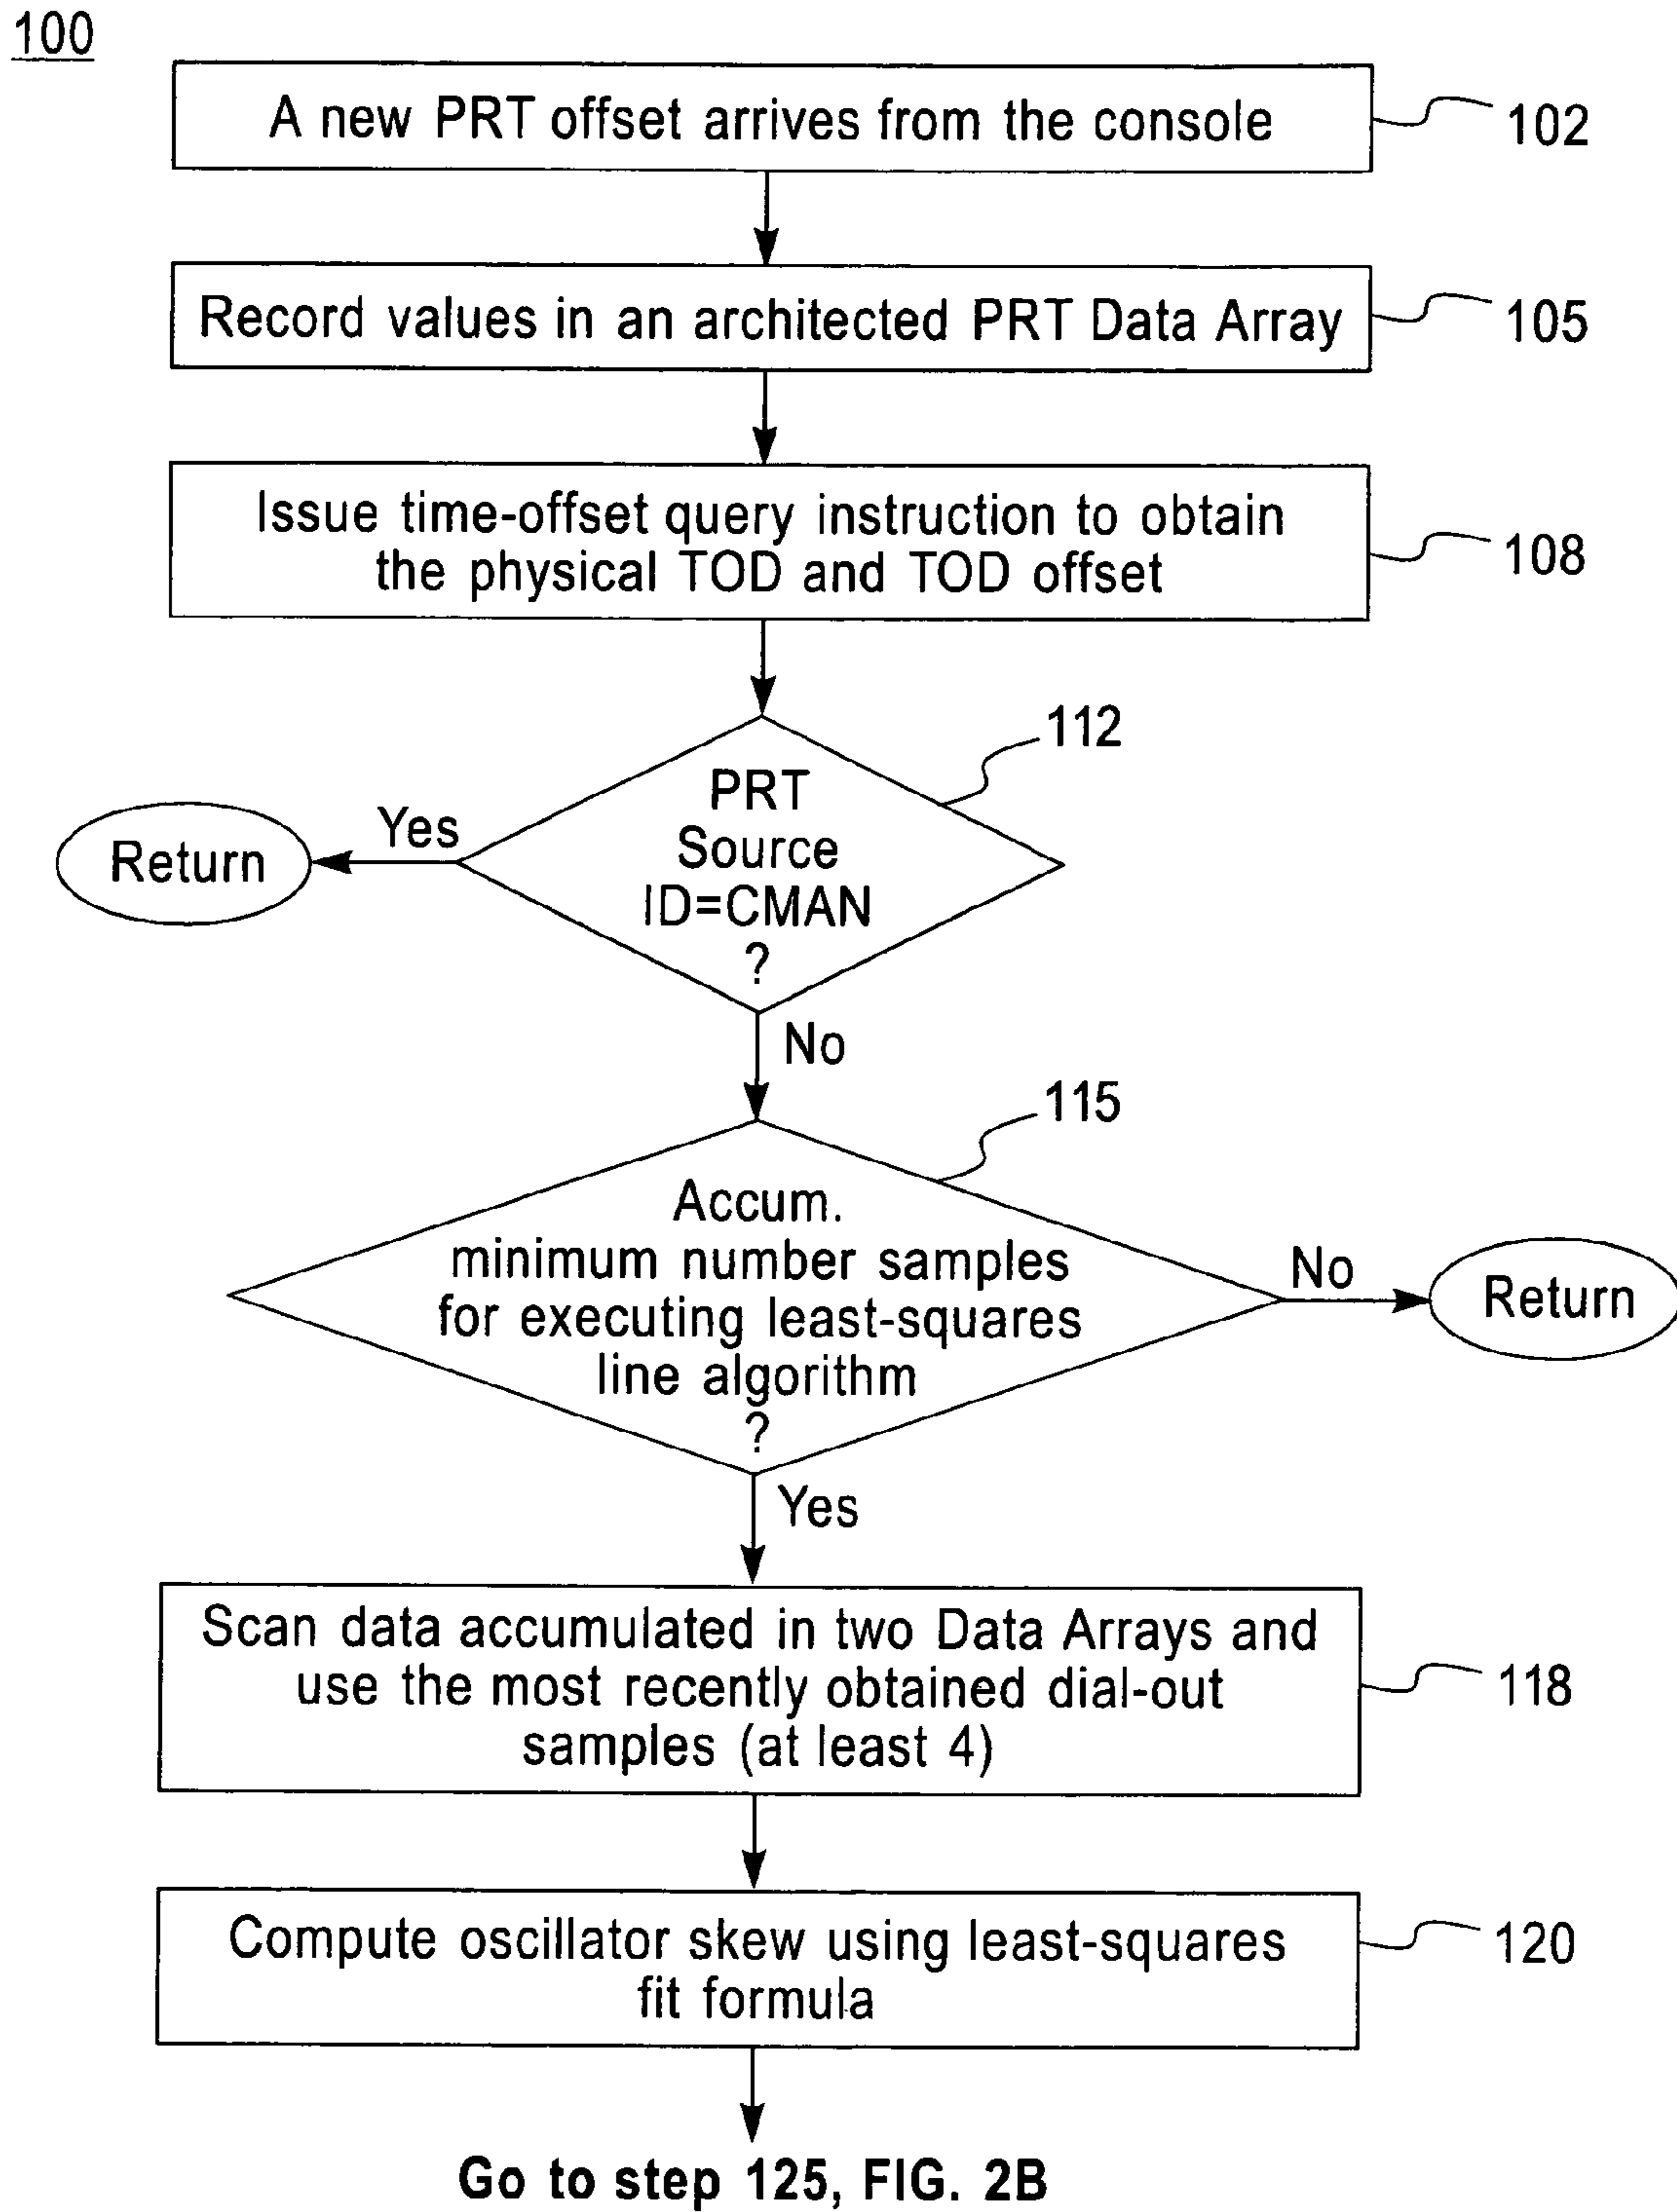 100
A new PRT offset arrives from the console
102
Record values in an architected PRT Data Array
105
Issue time-offset query instruction to obtain
the physical TOD and TOD offset
108
112
PRT
Source
ID=CMAN
?
Yes
Return
No
115
Accum.
minimum number samples
for executing least-squares
line algorithm
?
No
Return
Yes
Scan data accumulated in two Data Arrays and
use the most recently obtained dial-out
samples (at least 4)
118
Compute oscillator skew using least-squares
fit formula
120
Go to step 125, FIG. 2B